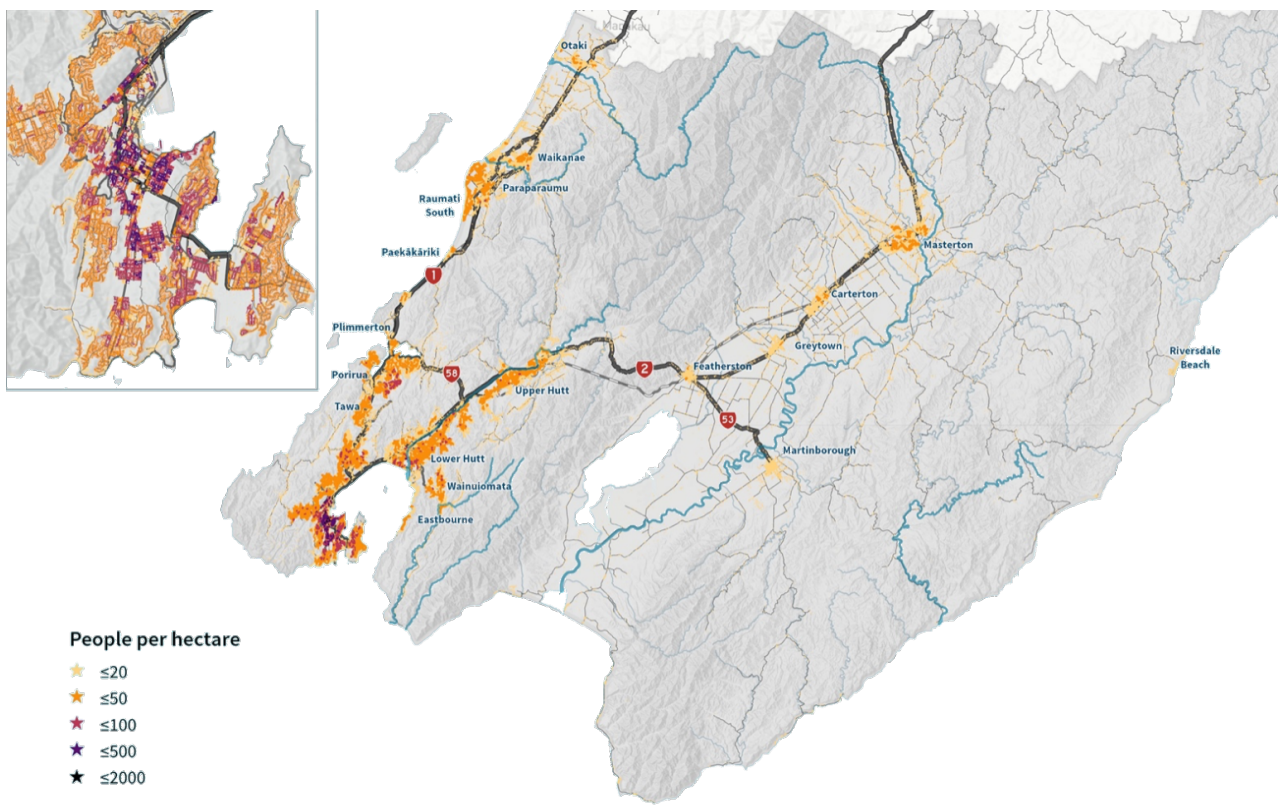 Otaki
Waikanae
Paraparaumu
Raumati
South
Paekākāriki
1
Masterton
Carterton
Plimmerton
Greytown
Riversdale
Beach
Featherston
2
58
Porirua
Upper Hutt
Tawa
53
Martinborough
Lower Hutt
Wainuiomata
Eastbourne
People per hectare
≤20
≤50
≤100
≤500
≤2000